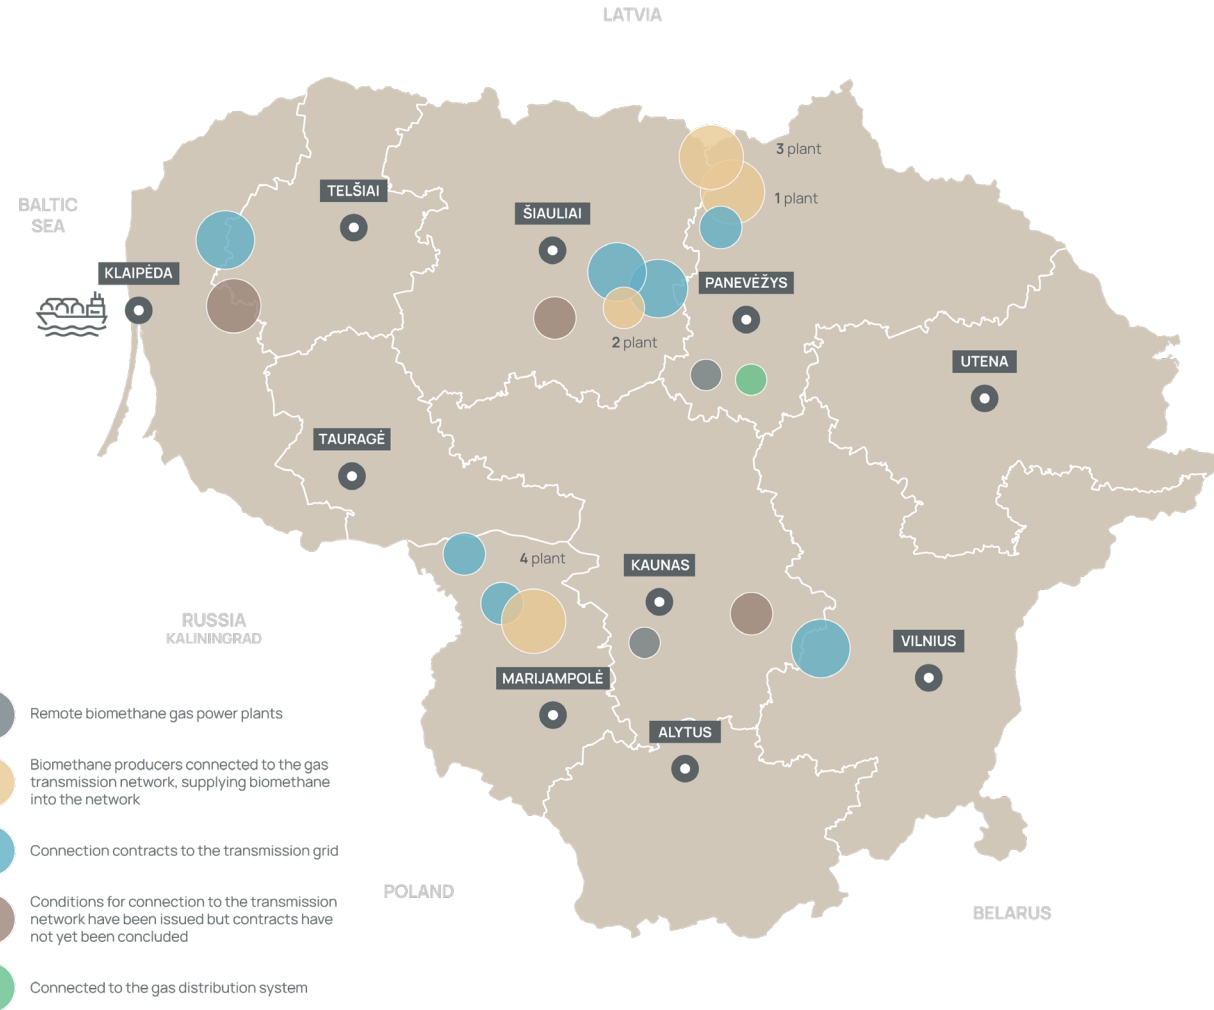 LATVIA
3 plant
TELŠIAI
1 plant
BALTIC
SEA
ŠIAULIAI
KLAIPĖDA
PANEVĖŽYS
2 plant
UTENA
TAURAGĖ
4 plant
KAUNAS
RUSSIA
KALININGRAD
VILNIUS
MARIJAMPOLĖ
Remote biomethane gas power plants
ALYTUS
Biomethane producers connected to the gas
transmission network, supplying biomethane
into the network
Connection contracts to the transmission grid
POLAND
Conditions for connection to the transmission
network have been issued but contracts have
not yet been concluded
BELARUS
Connected to the gas distribution system